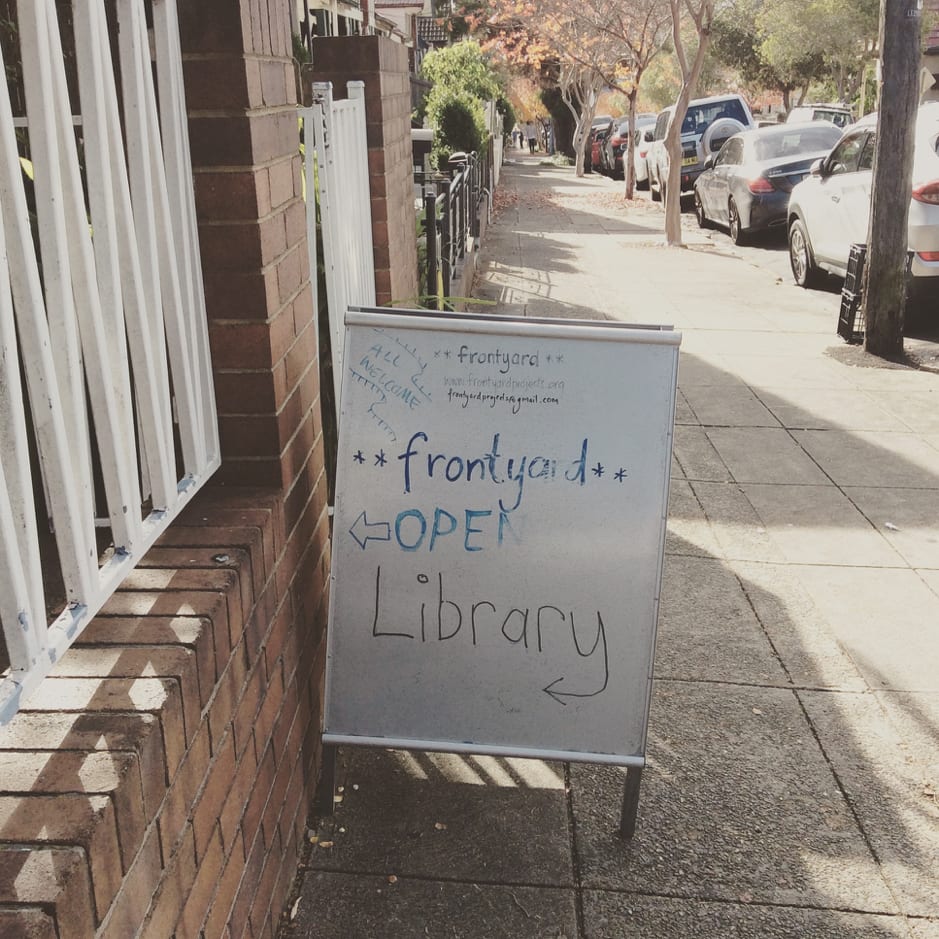 ALL
WELCOME
** frontyard **
www.frontyardprojects.org
frontyardprojects@gmail.com
**frontyard**
OPEN
Library